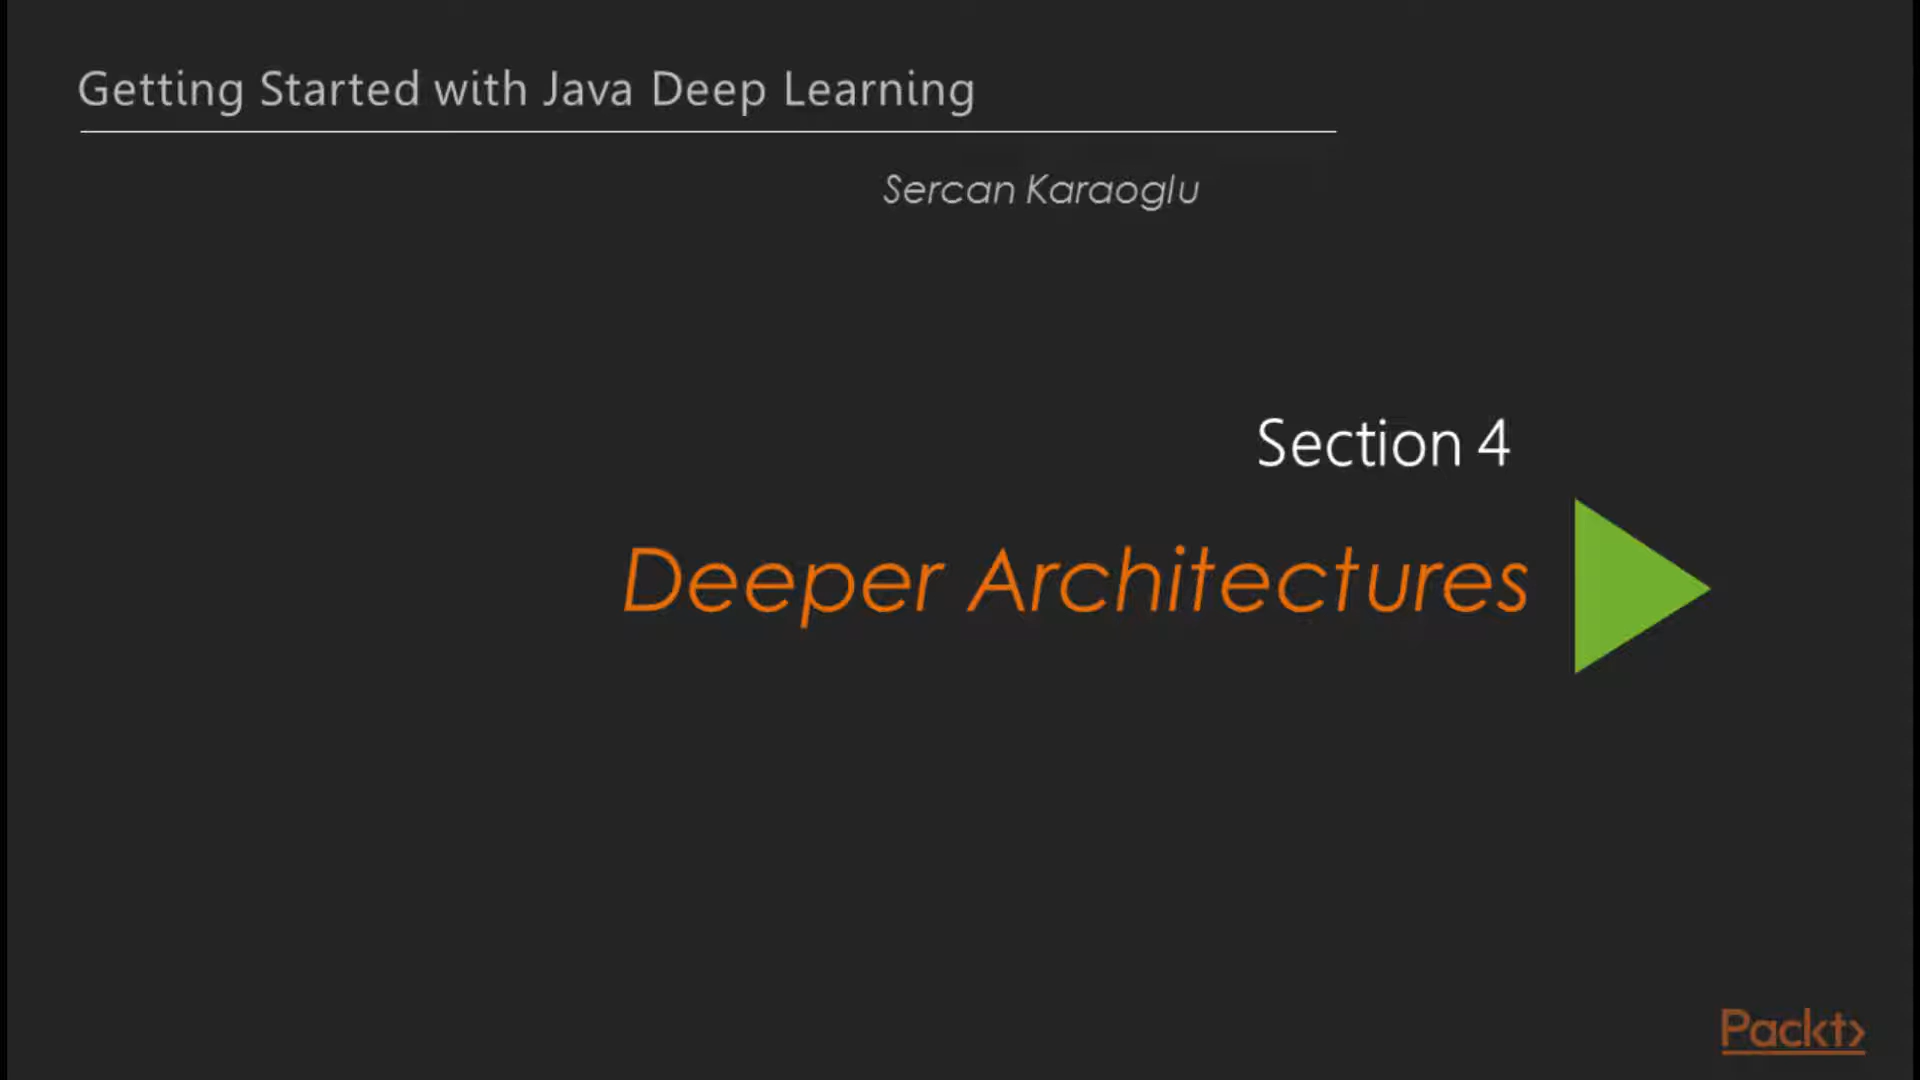 Getting Started with Java Deep Learning
Sercan Karaoglu
Section 4
Deeper Architectures
Packt>